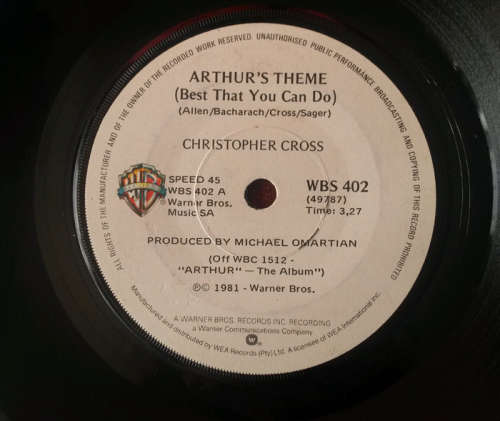 ALL RIGHTS OF THE MANUFACTURER AND OF THE OWNER OF THE RECORDED WORK RESERVED. UNAUTHORISED PUBLIC PERFORMANCE BROADCASTING AND COPYING OF THIS RECORD PROHIBITED
ARTHUR'S THEME
(Best That You Can Do)
(Allen/Bacharach/Cross/Sager)
CHRISTOPHER CROSS
SPEED 45
WBS 402 A
Warner Bros.
Music SA
WBS 402
(49787)
Time: 3,27
PRODUCED BY MICHAEL OMARTIAN
(Off WBC 1512 -
"ARTHUR" — The Album")
Ⓟ© 1981 - Warner Bros.
A WARNER BROS. RECORDS INC. RECORDING
a Warner Communications Company
Manufactured and distributed by WEA Records (Pty) Ltd. A licensee of WEA International Inc.